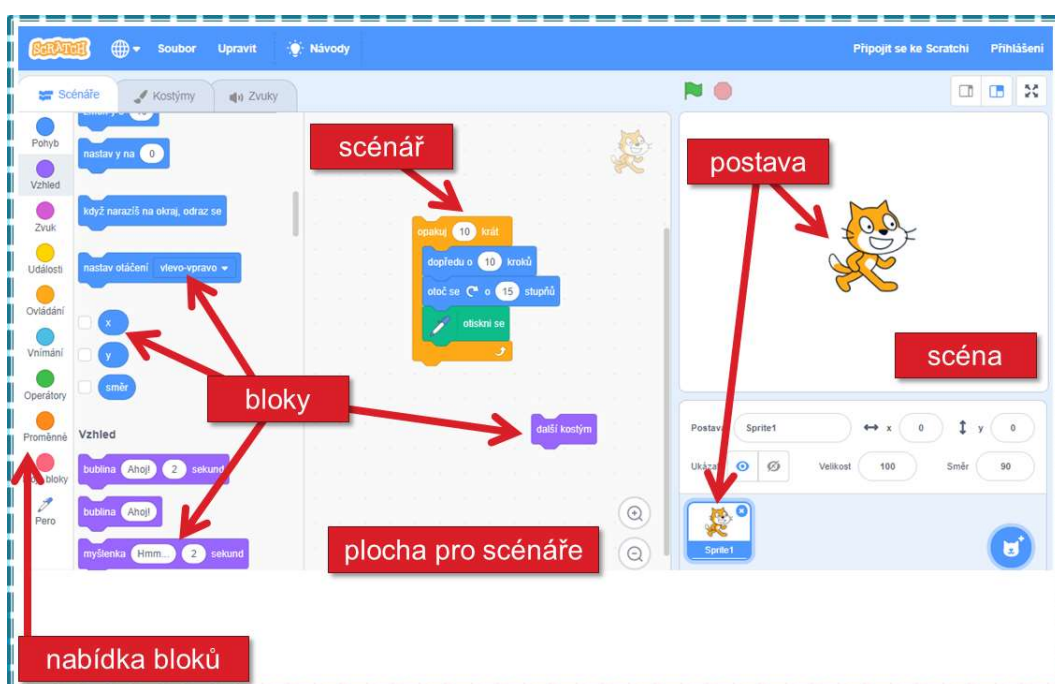 SCRATCH Soubor Upravit Návody Připojit se ke Scratchi Přihlášení
Scénáře Kostýmy Zvuky
Pohyb
Vzhled
Zvuk
Události
Ovládání
Vnímání
Operátory
Proměnné
bloky
Pero
nastav y na 0
když narazíš na okraj, odraz se
nastav otáčení vlevo-vpravo
x
y
směr
Vzhled
bublina Ahoj! 2 sekund
bublina Ahoj!
myšlenka Hmm... 2 sekund
scénář
opakuj 10 krát
dopředu o 10 kroků
otoč se o 15 stupňů
otiskni se
bloky
další kostým
plocha pro scénáře
nabídka bloků
postava
scéna
Postava Sprite1 x 0 y 0
Ukázat Velikost 100 Směr 90
Sprite1